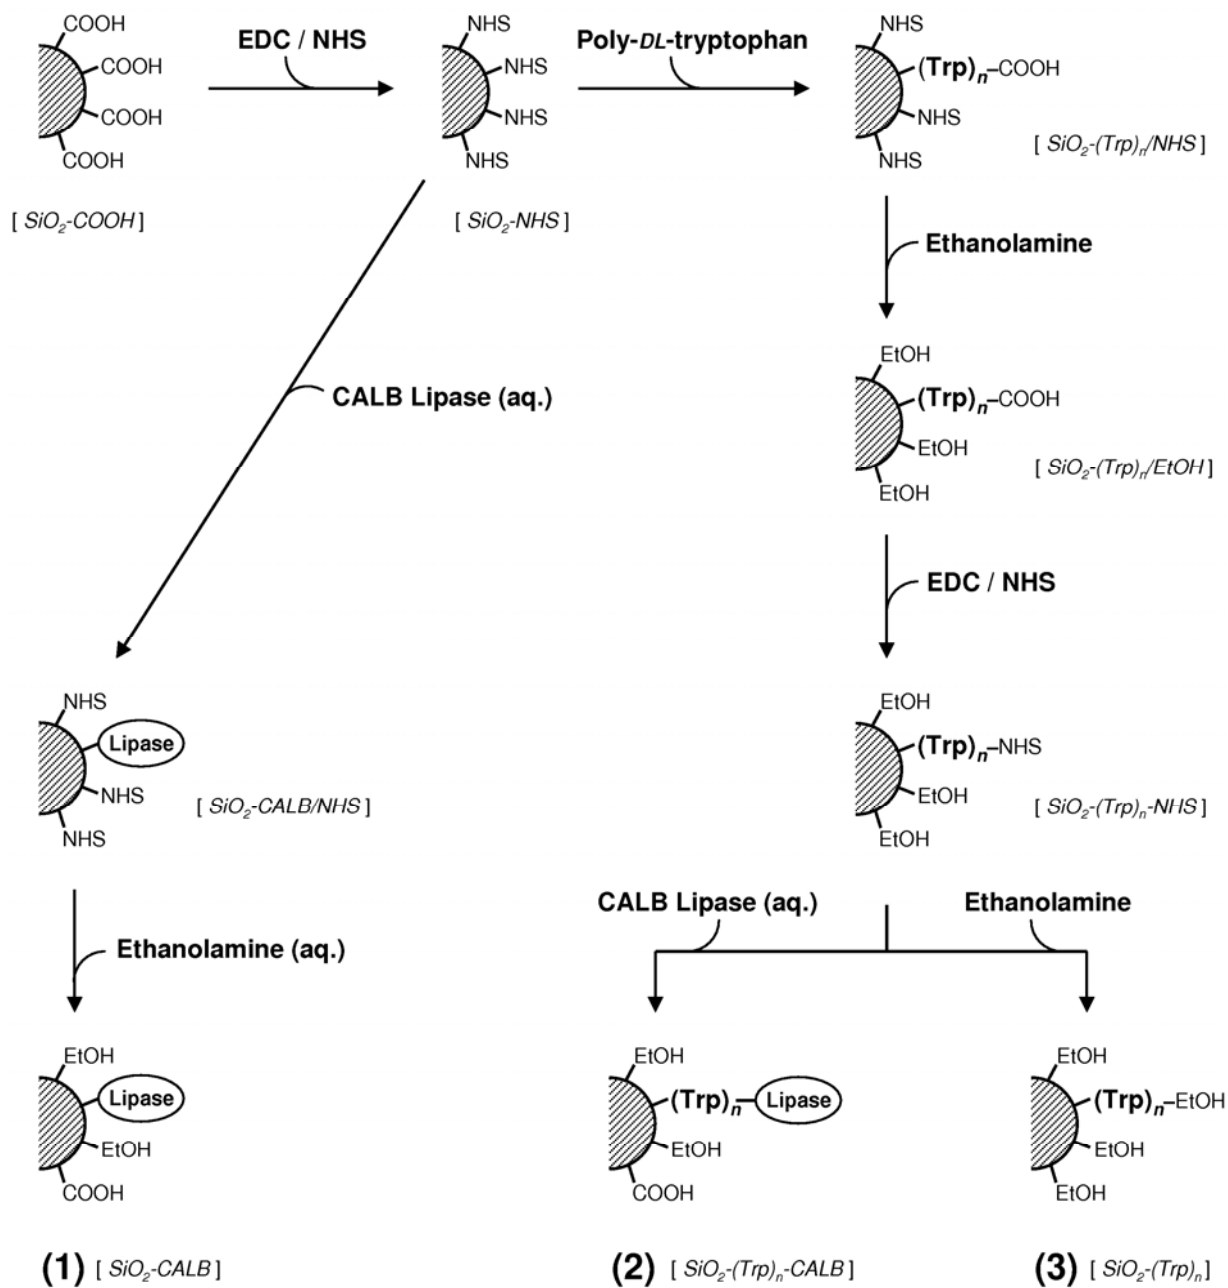 COOH
COOH
COOH
COOH
[ SiO2-COOH ]
EDC / NHS
NHS
NHS
NHS
NHS
[ SiO2-NHS ]
Poly-DL-tryptophan
NHS
(Trp)n–COOH
NHS
NHS
[ SiO2-(Trp)n/NHS ]
Ethanolamine
EtOH
(Trp)n–COOH
EtOH
EtOH
[ SiO2-(Trp)n/EtOH ]
CALB Lipase (aq.)
EDC / NHS
NHS
Lipase
NHS
NHS
[ SiO2-CALB/NHS ]
EtOH
(Trp)n–NHS
EtOH
EtOH
[ SiO2-(Trp)n-NHS ]
Ethanolamine (aq.)
CALB Lipase (aq.)
Ethanolamine
EtOH
Lipase
EtOH
COOH
(1) [ SiO2-CALB ]
EtOH
(Trp)n–Lipase
EtOH
COOH
(2) [ SiO2-(Trp)n-CALB ]
EtOH
(Trp)n–EtOH
EtOH
EtOH
(3) [ SiO2-(Trp)n ]